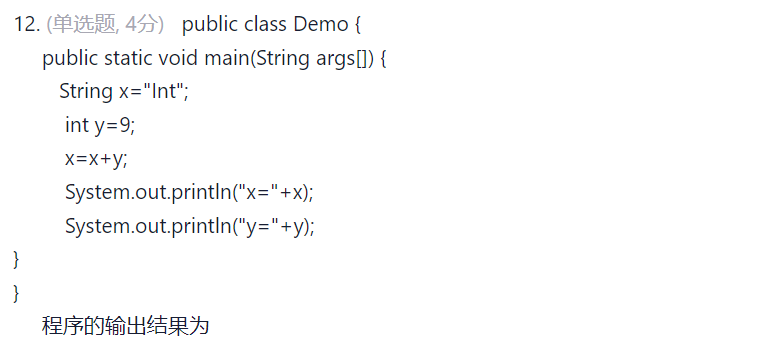 12. (单选题, 4分) public class Demo {
public static void main(String args[]) {
String x="Int";
int y=9;
x=x+y;
System.out.println("x="+x);
System.out.println("y="+y);
}
}
程序的输出结果为